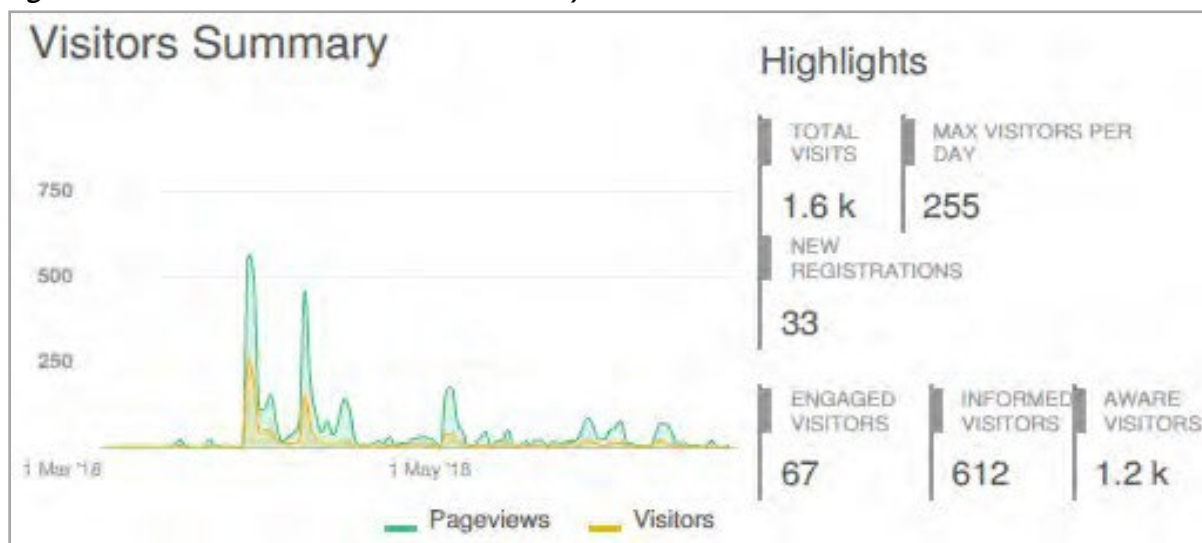 Visitors Summary
750
500
250
1 Mar '18
1 May '18
Pageviews Visitors
Highlights
TOTAL
VISITS
1.6 k
MAX VISITORS PER
DAY
255
NEW
REGISTRATIONS
33
ENGAGED
VISITORS
67
INFORMED
VISITORS
612
AWARE
VISITORS
1.2 k